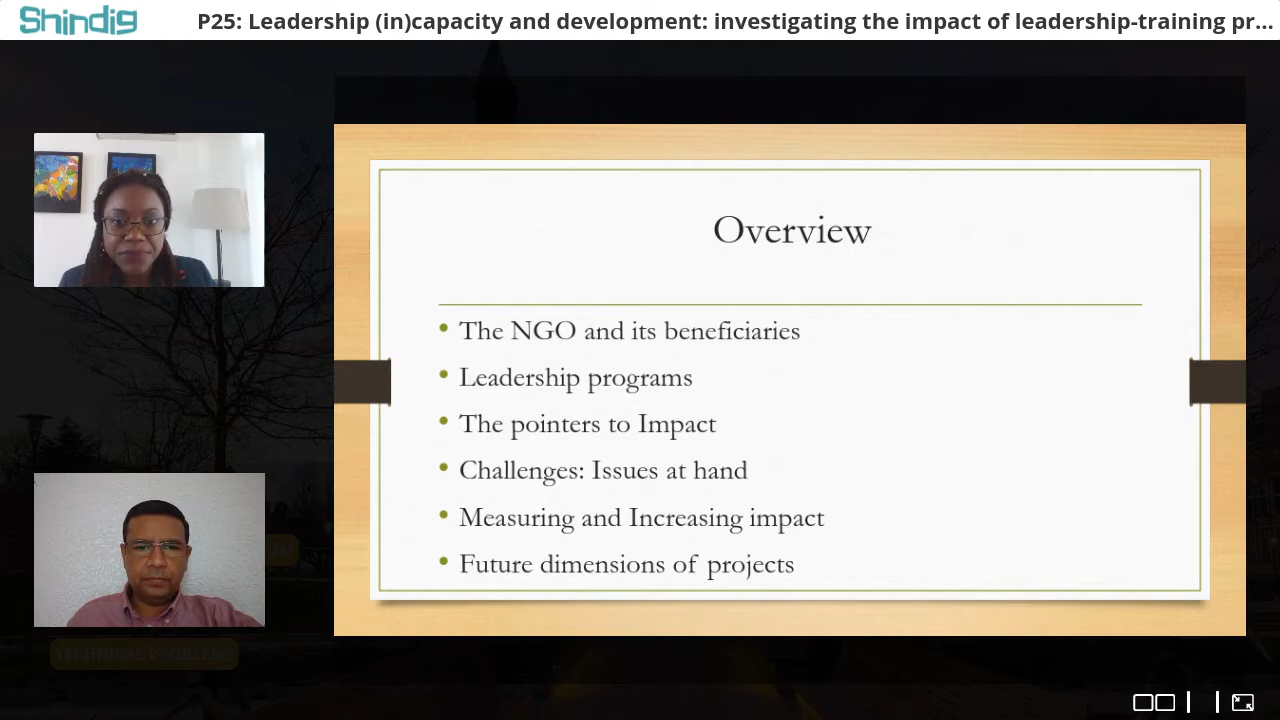 Shindig
P25: Leadership (in)capacity and development: investigating the impact of leadership-training pr...
Overview
• The NGO and its beneficiaries
• Leadership programs
• The pointers to Impact
• Challenges: Issues at hand
• Measuring and Increasing impact
• Future dimensions of projects
TECHNICAL PROBLEMS